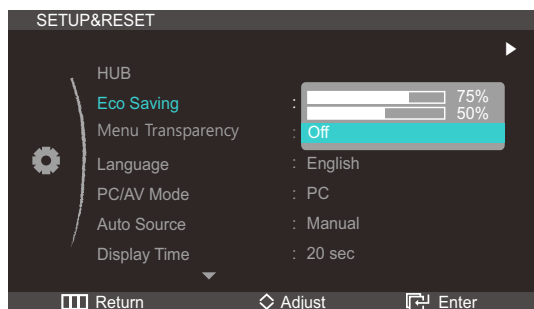 SETUP&RESET
HUB
Eco Saving : 75%
50%
Menu Transparency : Off
Language : English
PC/AV Mode : PC
Auto Source : Manual
Display Time : 20 sec
Return Adjust Enter